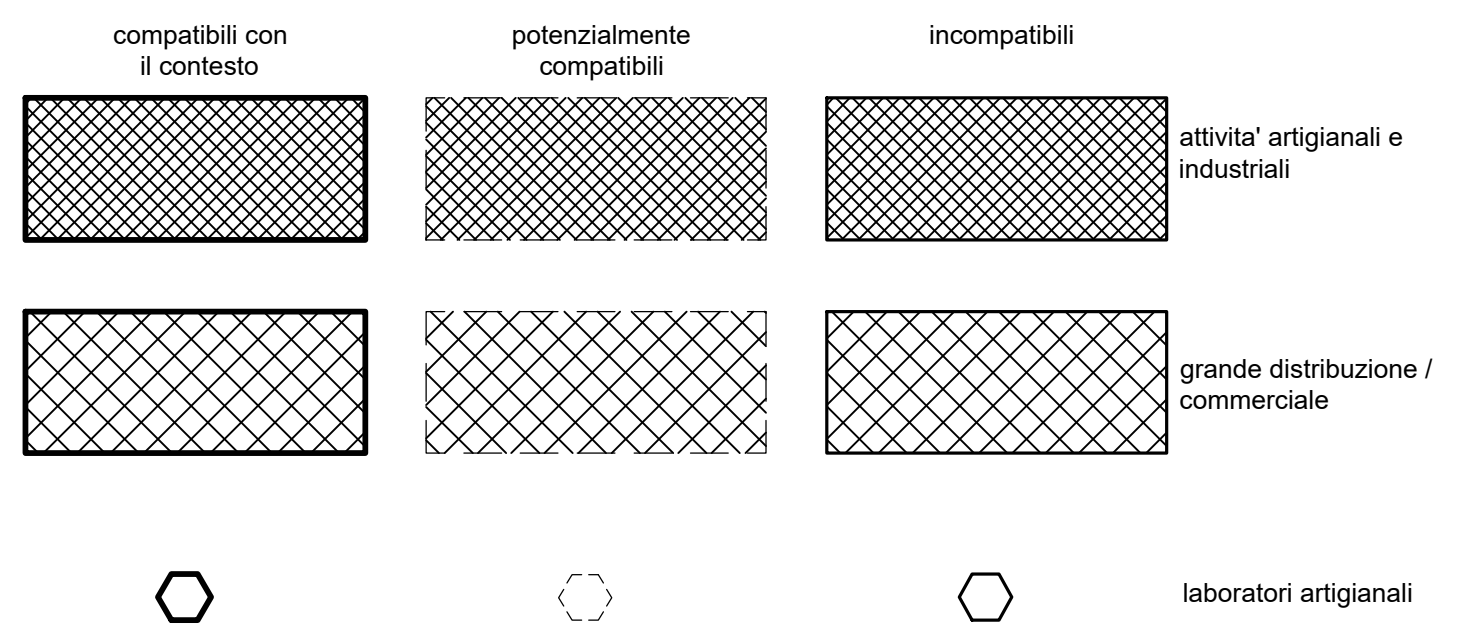 compatibili con
il contesto
potenzialmente
compatibili
incompatibili
attivita' artigianali e
industriali
grande distribuzione /
commerciale
laboratori artigianali